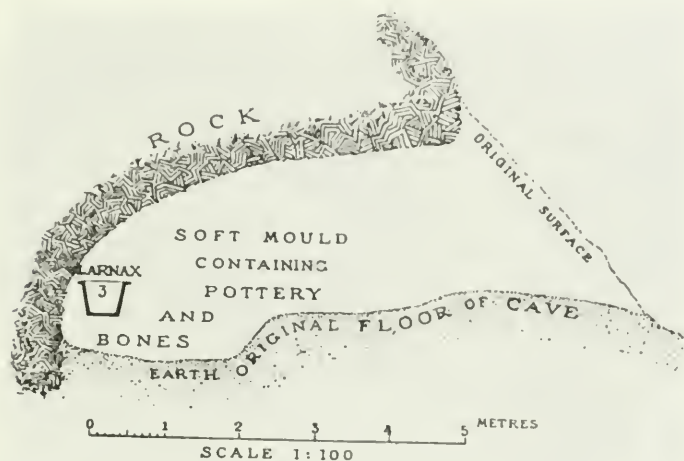 ROCK
ORIGINAL SURFACE
SOFT MOULD
CONTAINING
POTTERY
AND
BONES
LARNAX
3
ORIGINAL FLOOR OF CAVE
EARTH
0 1 2 3 4 5 METRES
SCALE 1:100